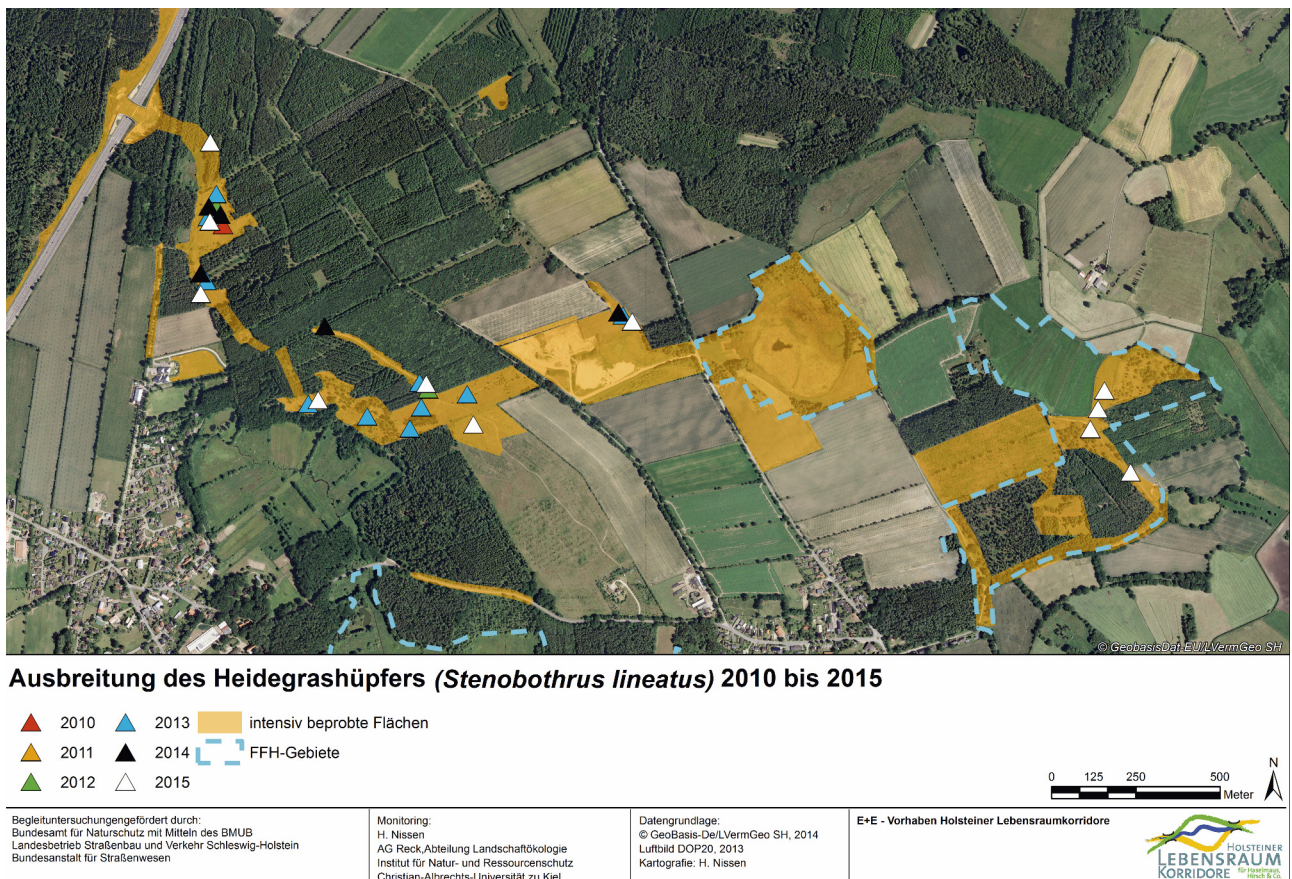 © GeobasisDat-EU/LVermGeo SH
Ausbreitung des Heidegrashüpfers (Stenobothrus lineatus) 2010 bis 2015
2010 2013 intensiv beprobte Flächen
2011 2014 FFH-Gebiete
2012 2015
N
0 125 250 500
Meter
Begleituntersuchungengefördert durch:
Bundesamt für Naturschutz mit Mitteln des BMUB
Landesbetrieb Straßenbau und Verkehr Schleswig-Holstein
Bundesanstalt für Straßenwesen
Monitoring:
H. Nissen
AG Reck,Abteilung Landschaftökologie
Institut für Natur- und Ressourcenschutz
Christian-Albrechts-Universität zu Kiel
Datengrundlage:
© GeoBasis-De/LVermGeo SH, 2014
Luftbild DOP20, 2013
Kartografie: H. Nissen
E+E - Vorhaben Holsteiner Lebensraumkorridore
HOLSTEINER
LEBENSRAUM
KORRIDORE für Haselmaus,
Hirsch & Co.